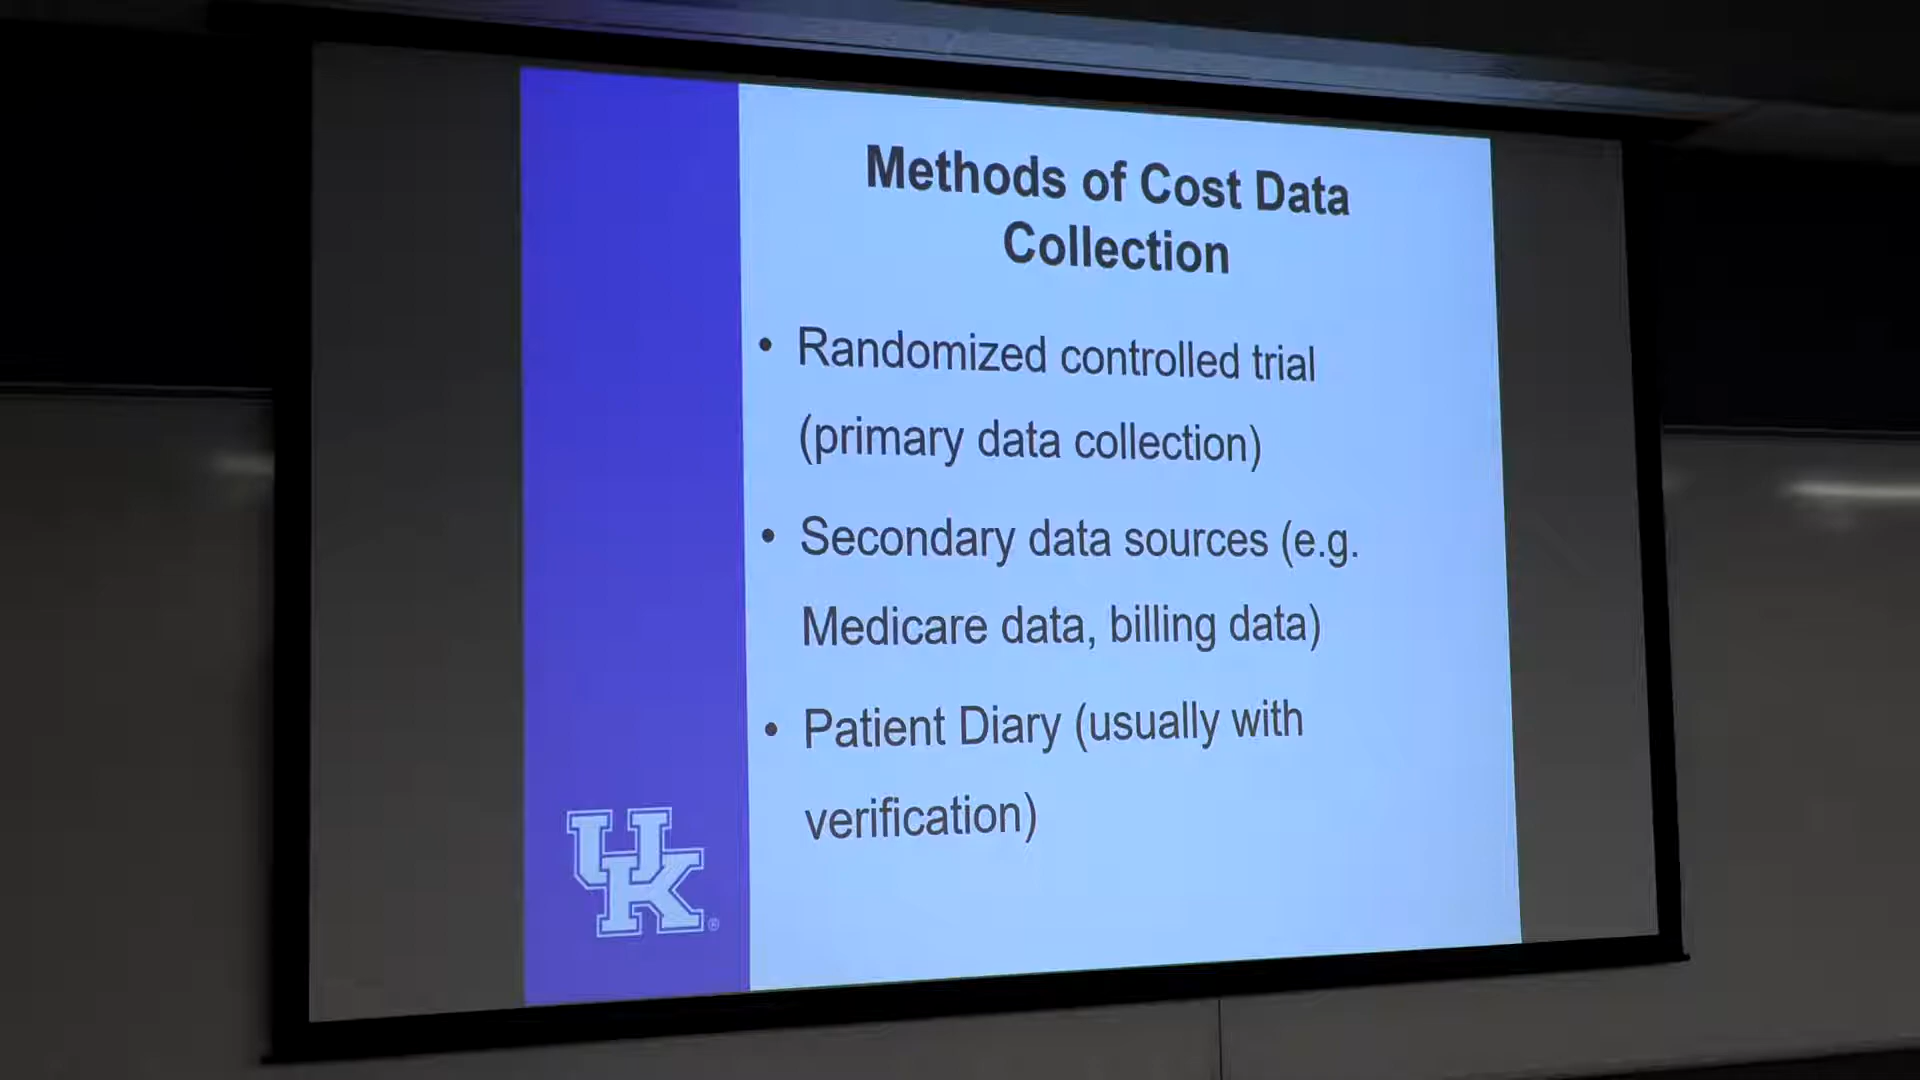 Methods of Cost Data
Collection
• Randomized controlled trial
(primary data collection)
• Secondary data sources (e.g.
Medicare data, billing data)
• Patient Diary (usually with
verification)
UK®